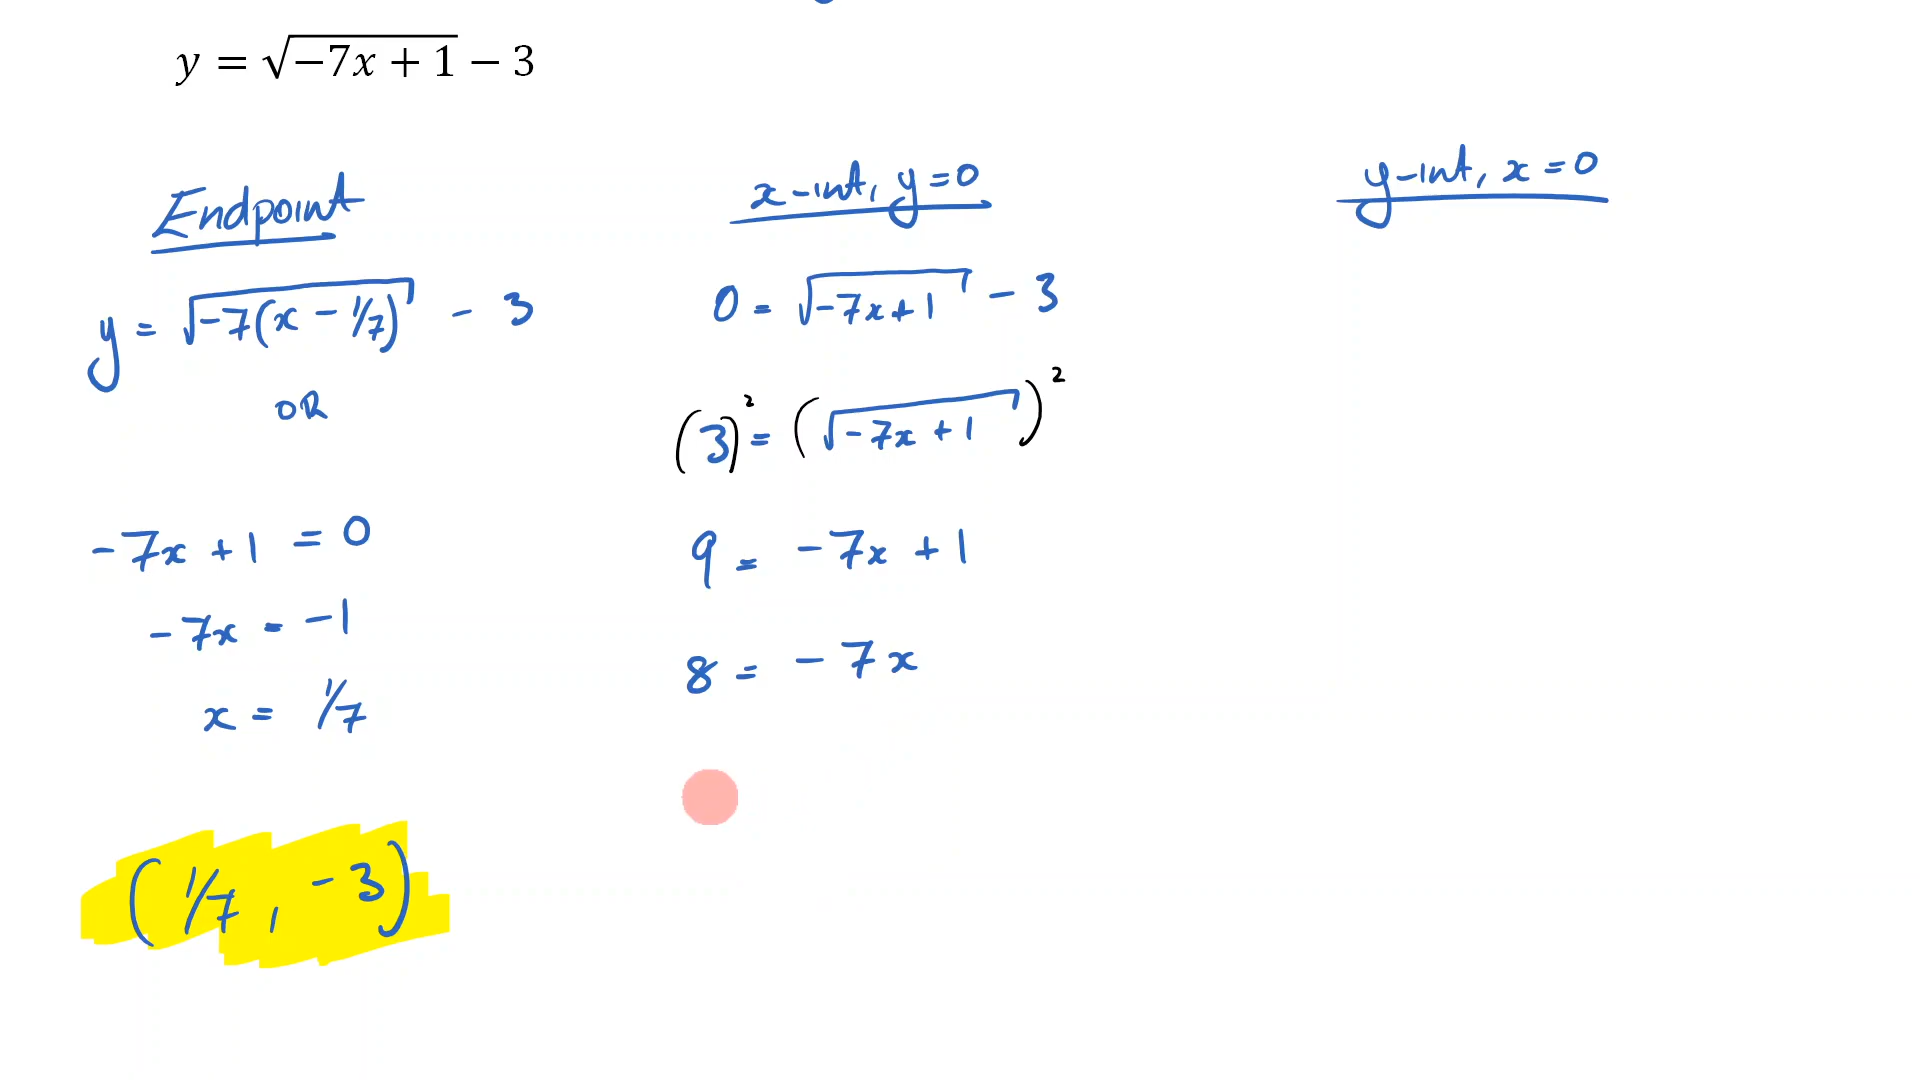 y = √(−7x + 1) − 3
Endpoint
y = √(−7(x − 1/7)) − 3
OR
−7x + 1 = 0
−7x = −1
x = 1/7
(1/7, −3)
x-int, y=0
0 = √(−7x+1) − 3
(3)² = (√(−7x + 1))²
9 = −7x + 1
8 = −7x
y-int, x=0